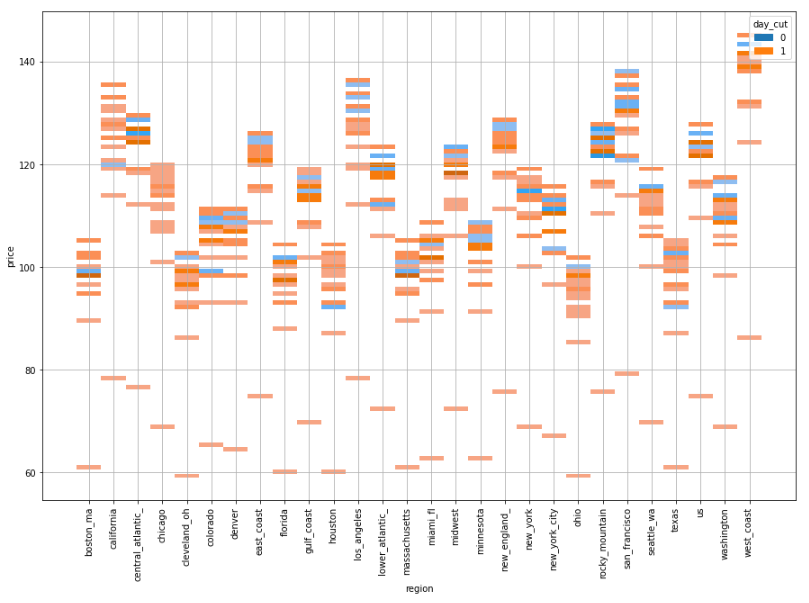 day_cut
0
1
140
120
100
80
60
price
boston_ma
california
central_atlantic_
chicago
cleveland_oh
colorado
denver
east_coast
florida
gulf_coast
houston
los_angeles
lower_atlantic_
massachusetts
miami_fl
midwest
minnesota
new_england_
new_york
new_york_city
ohio
rocky_mountain
san_francisco
seattle_wa
texas
us
washington
west_coast
region